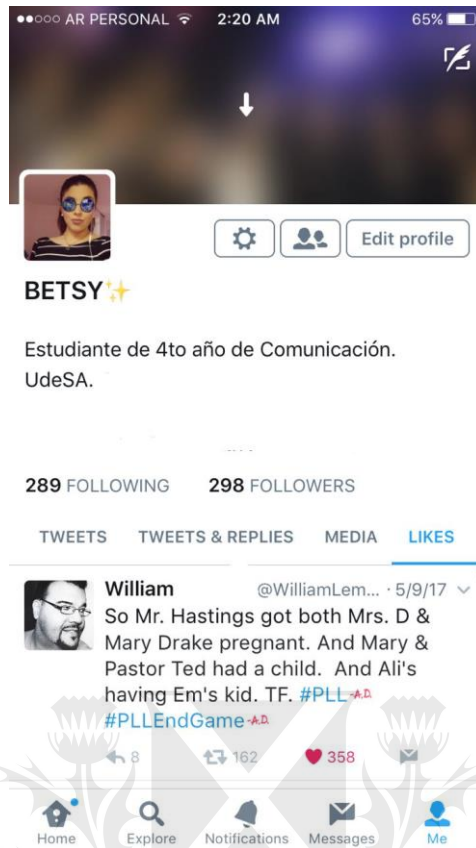 AR PERSONAL 2:20 AM 65%
Edit profile
BETSY✨
Estudiante de 4to año de Comunicación.
UdeSA.
289 FOLLOWING 298 FOLLOWERS
TWEETS TWEETS & REPLIES MEDIA LIKES
William @WilliamLem... · 5/9/17
So Mr. Hastings got both Mrs. D &
Mary Drake pregnant. And Mary &
Pastor Ted had a child. And Ali's
having Em's kid. TF. #PLL-A.D.
#PLLEndGame-A.D.
8 162 358
Home Explore Notifications Messages Me